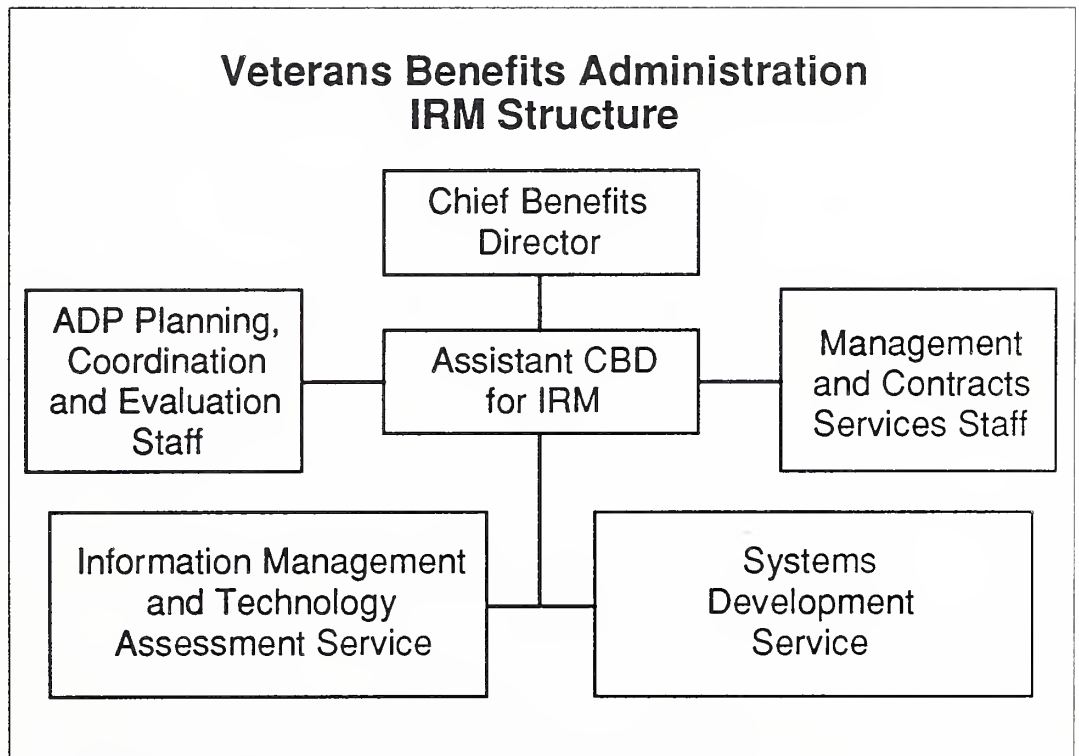 Veterans Benefits Administration
IRM Structure
Chief Benefits
Director
ADP Planning,
Coordination
and Evaluation
Staff
Assistant CBD
for IRM
Management
and Contracts
Services Staff
Information Management
and Technology
Assessment Service
Systems
Development
Service